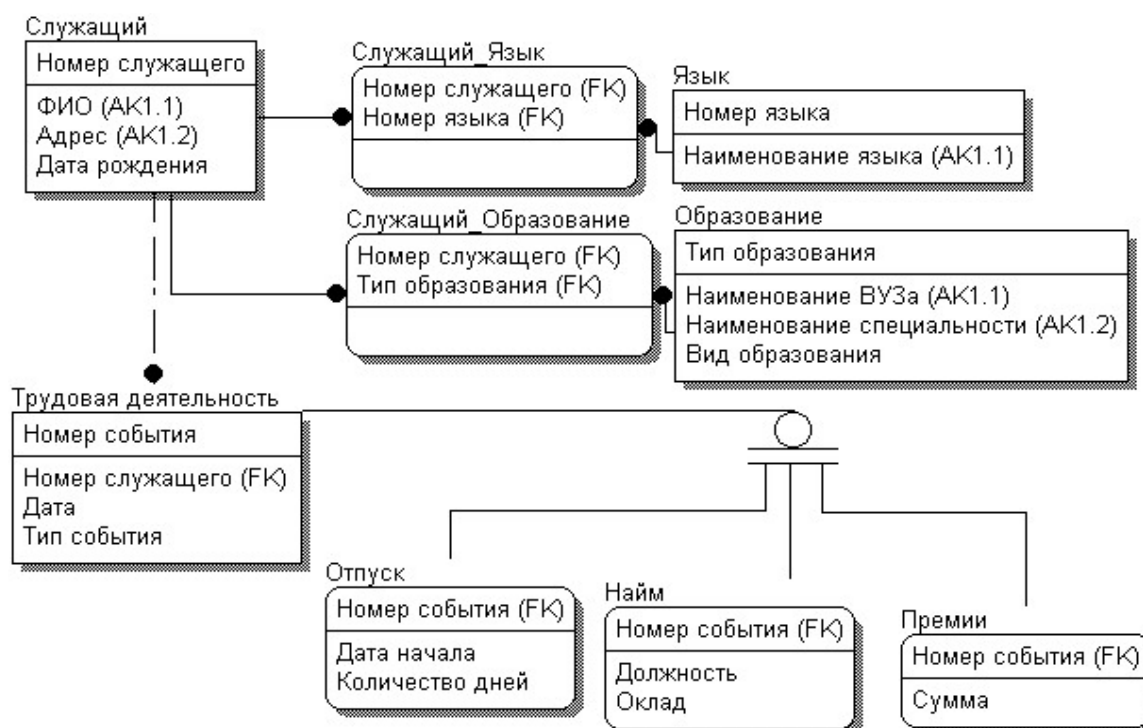 Служащий
Номер служащего
ФИО (AK1.1)
Адрес (AK1.2)
Дата рождения
Служащий_Язык
Номер служащего (FK)
Номер языка (FK)
Язык
Номер языка
Наименование языка (AK1.1)
Служащий_Образование
Номер служащего (FK)
Тип образования (FK)
Образование
Тип образования
Наименование ВУЗа (AK1.1)
Наименование специальности (AK1.2)
Вид образования
Трудовая деятельность
Номер события
Номер служащего (FK)
Дата
Тип события
Отпуск
Номер события (FK)
Дата начала
Количество дней
Найм
Номер события (FK)
Должность
Оклад
Премии
Номер события (FK)
Сумма